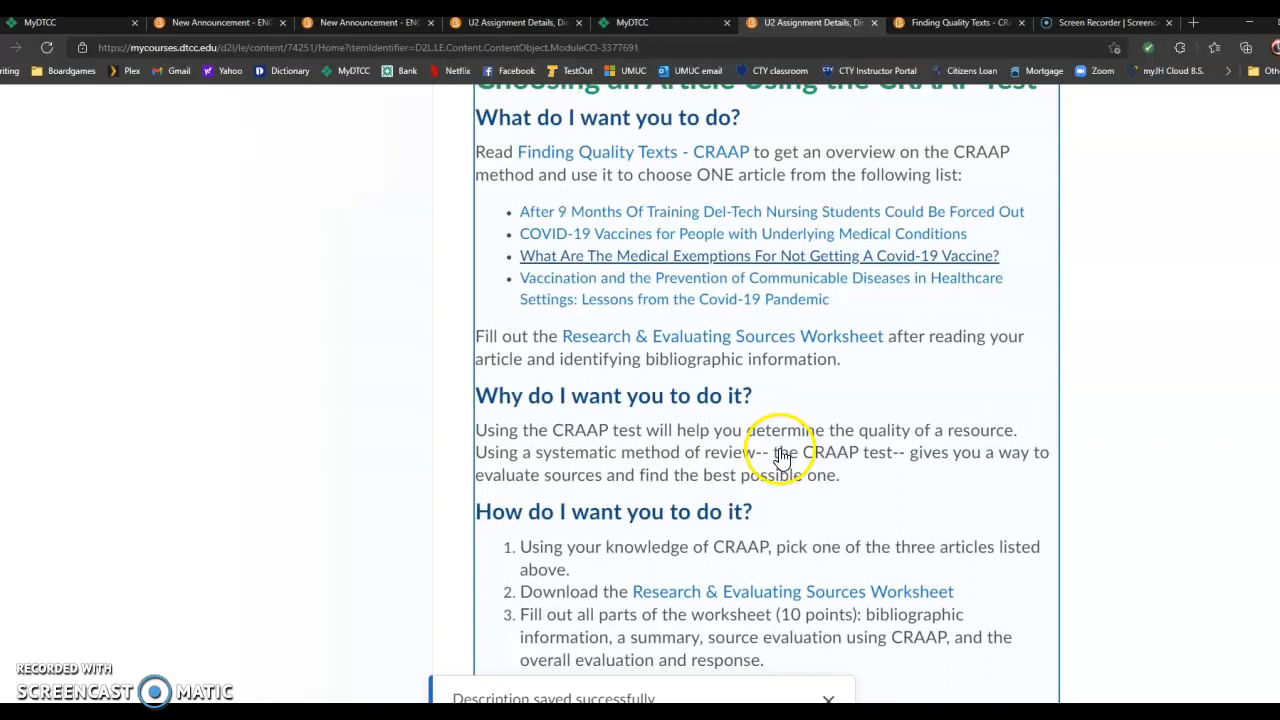 MyDTCC
New Announcement - EN
New Announcement - EN
U2 Assignment Details, Di
MyDTCC
U2 Assignment Details, Di
Finding Quality Texts - CR
Screen Recorder | Screenc
https://mycourses.dtcc.edu/d2l/le/content/74251/Home?itemIdentifier=D2L.LE.Content.ContentObject.ModuleCO-3377691
riting Boardgames Plex Gmail Yahoo Dictionary MyDTCC Bank Netflix Facebook TestOut UMUC UMUC email CTY classroom CTY Instructor Portal Citizens Loan Mortgage Zoom myJH Cloud B.S. Oth
Choosing an Article Using the CRAAP Test
What do I want you to do?
Read Finding Quality Texts - CRAAP to get an overview on the CRAAP
method and use it to choose ONE article from the following list:
• After 9 Months Of Training Del-Tech Nursing Students Could Be Forced Out
• COVID-19 Vaccines for People with Underlying Medical Conditions
• What Are The Medical Exemptions For Not Getting A Covid-19 Vaccine?
• Vaccination and the Prevention of Communicable Diseases in Healthcare
Settings: Lessons from the Covid-19 Pandemic
Fill out the Research & Evaluating Sources Worksheet after reading your
article and identifying bibliographic information.
Why do I want you to do it?
Using the CRAAP test will help you determine the quality of a resource.
Using a systematic method of review-- the CRAAP test-- gives you a way to
evaluate sources and find the best possible one.
How do I want you to do it?
1. Using your knowledge of CRAAP, pick one of the three articles listed
above.
2. Download the Research & Evaluating Sources Worksheet
3. Fill out all parts of the worksheet (10 points): bibliographic
information, a summary, source evaluation using CRAAP, and the
overall evaluation and response.
Description saved successfully
RECORDED WITH
SCREENCAST MATIC